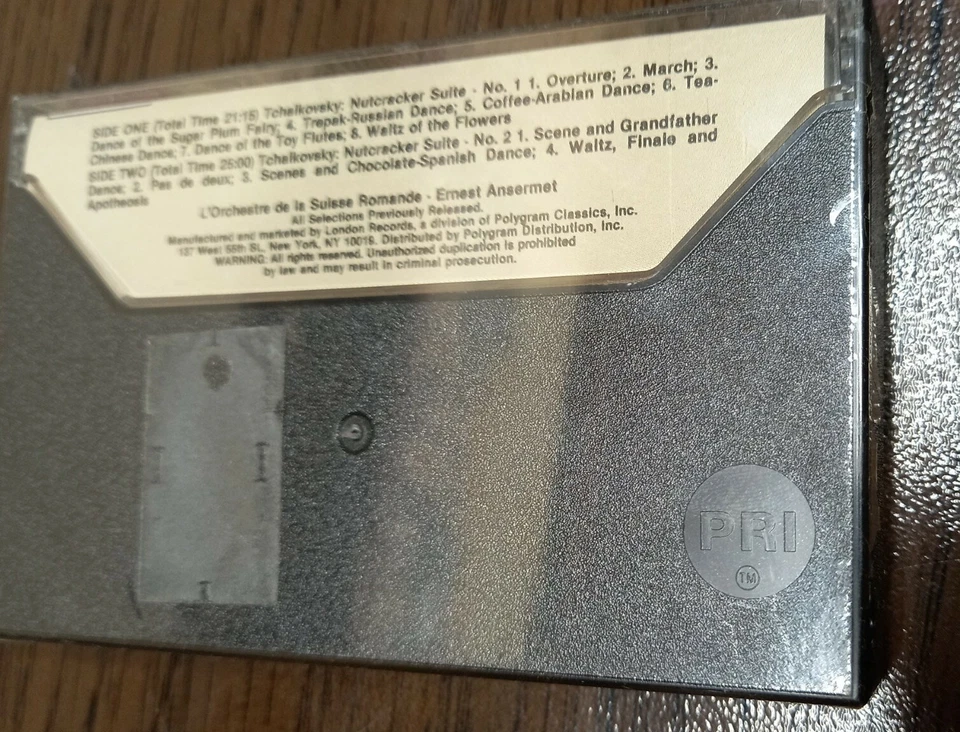 SIDE ONE (Total Time 21:15) Tchaikovsky: Nutcracker Suite - No. 1 1. Overture; 2. March; 3.
Dance of the Sugar Plum Fairy; 4. Trepak-Russian Dance; 5. Coffee-Arabian Dance; 6. Tea-
Chinese Dance; 7. Dance of the Toy Flutes; 8. Waltz of the Flowers
SIDE TWO (Total Time 25:00) Tchaikovsky: Nutcracker Suite - No. 2 1. Scene and Grandfather
Dance; 2. Pas de deux; 3. Scenes and Chocolate-Spanish Dance; 4. Waltz, Finale and
Apotheosis
L'Orchestre de la Suisse Romande - Ernest Ansermet
All Selections Previously Released.
Manufactured and marketed by London Records, a division of Polygram Classics, Inc.
137 West 55th St., New York, NY 10019. Distributed by Polygram Distribution, Inc.
WARNING: All rights reserved. Unauthorized duplication is prohibited
by law and may result in criminal prosecution.
PRI
TM